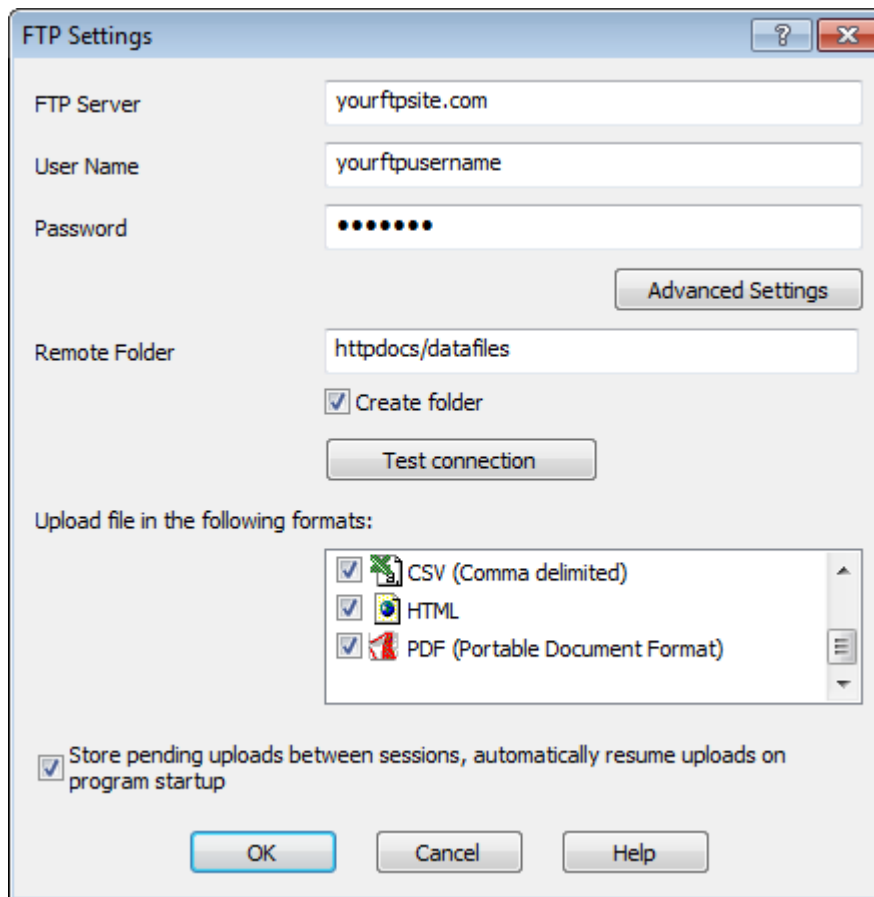 FTP Settings
FTP Server
yourftpsite.com
User Name
yourftpusername
Password
•••••••
Advanced Settings
Remote Folder
httpdocs/datafiles
Create folder
Test connection
Upload file in the following formats:
CSV (Comma delimited)
HTML
PDF (Portable Document Format)
Store pending uploads between sessions, automatically resume uploads on
program startup
OK
Cancel
Help